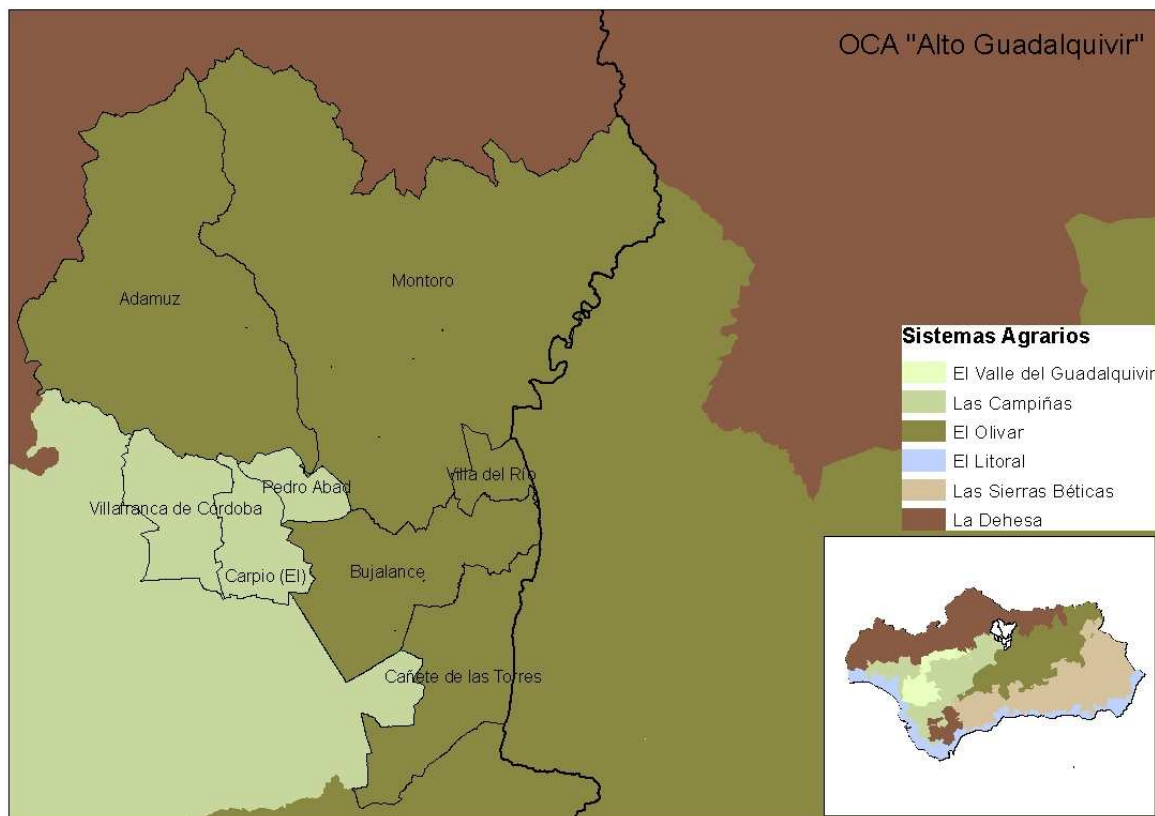 OCA "Alto Guadalquivir"
Montoro
Adamuz
Sistemas Agrarios
El Valle del Guadalquivir
Las Campiñas
El Olivar
El Litoral
Las Sierras Béticas
La Dehesa
Villa del Río
Pedro Abad
Villafranca de Córdoba
Carpio (El)
Bujalance
Cañete de las Torres